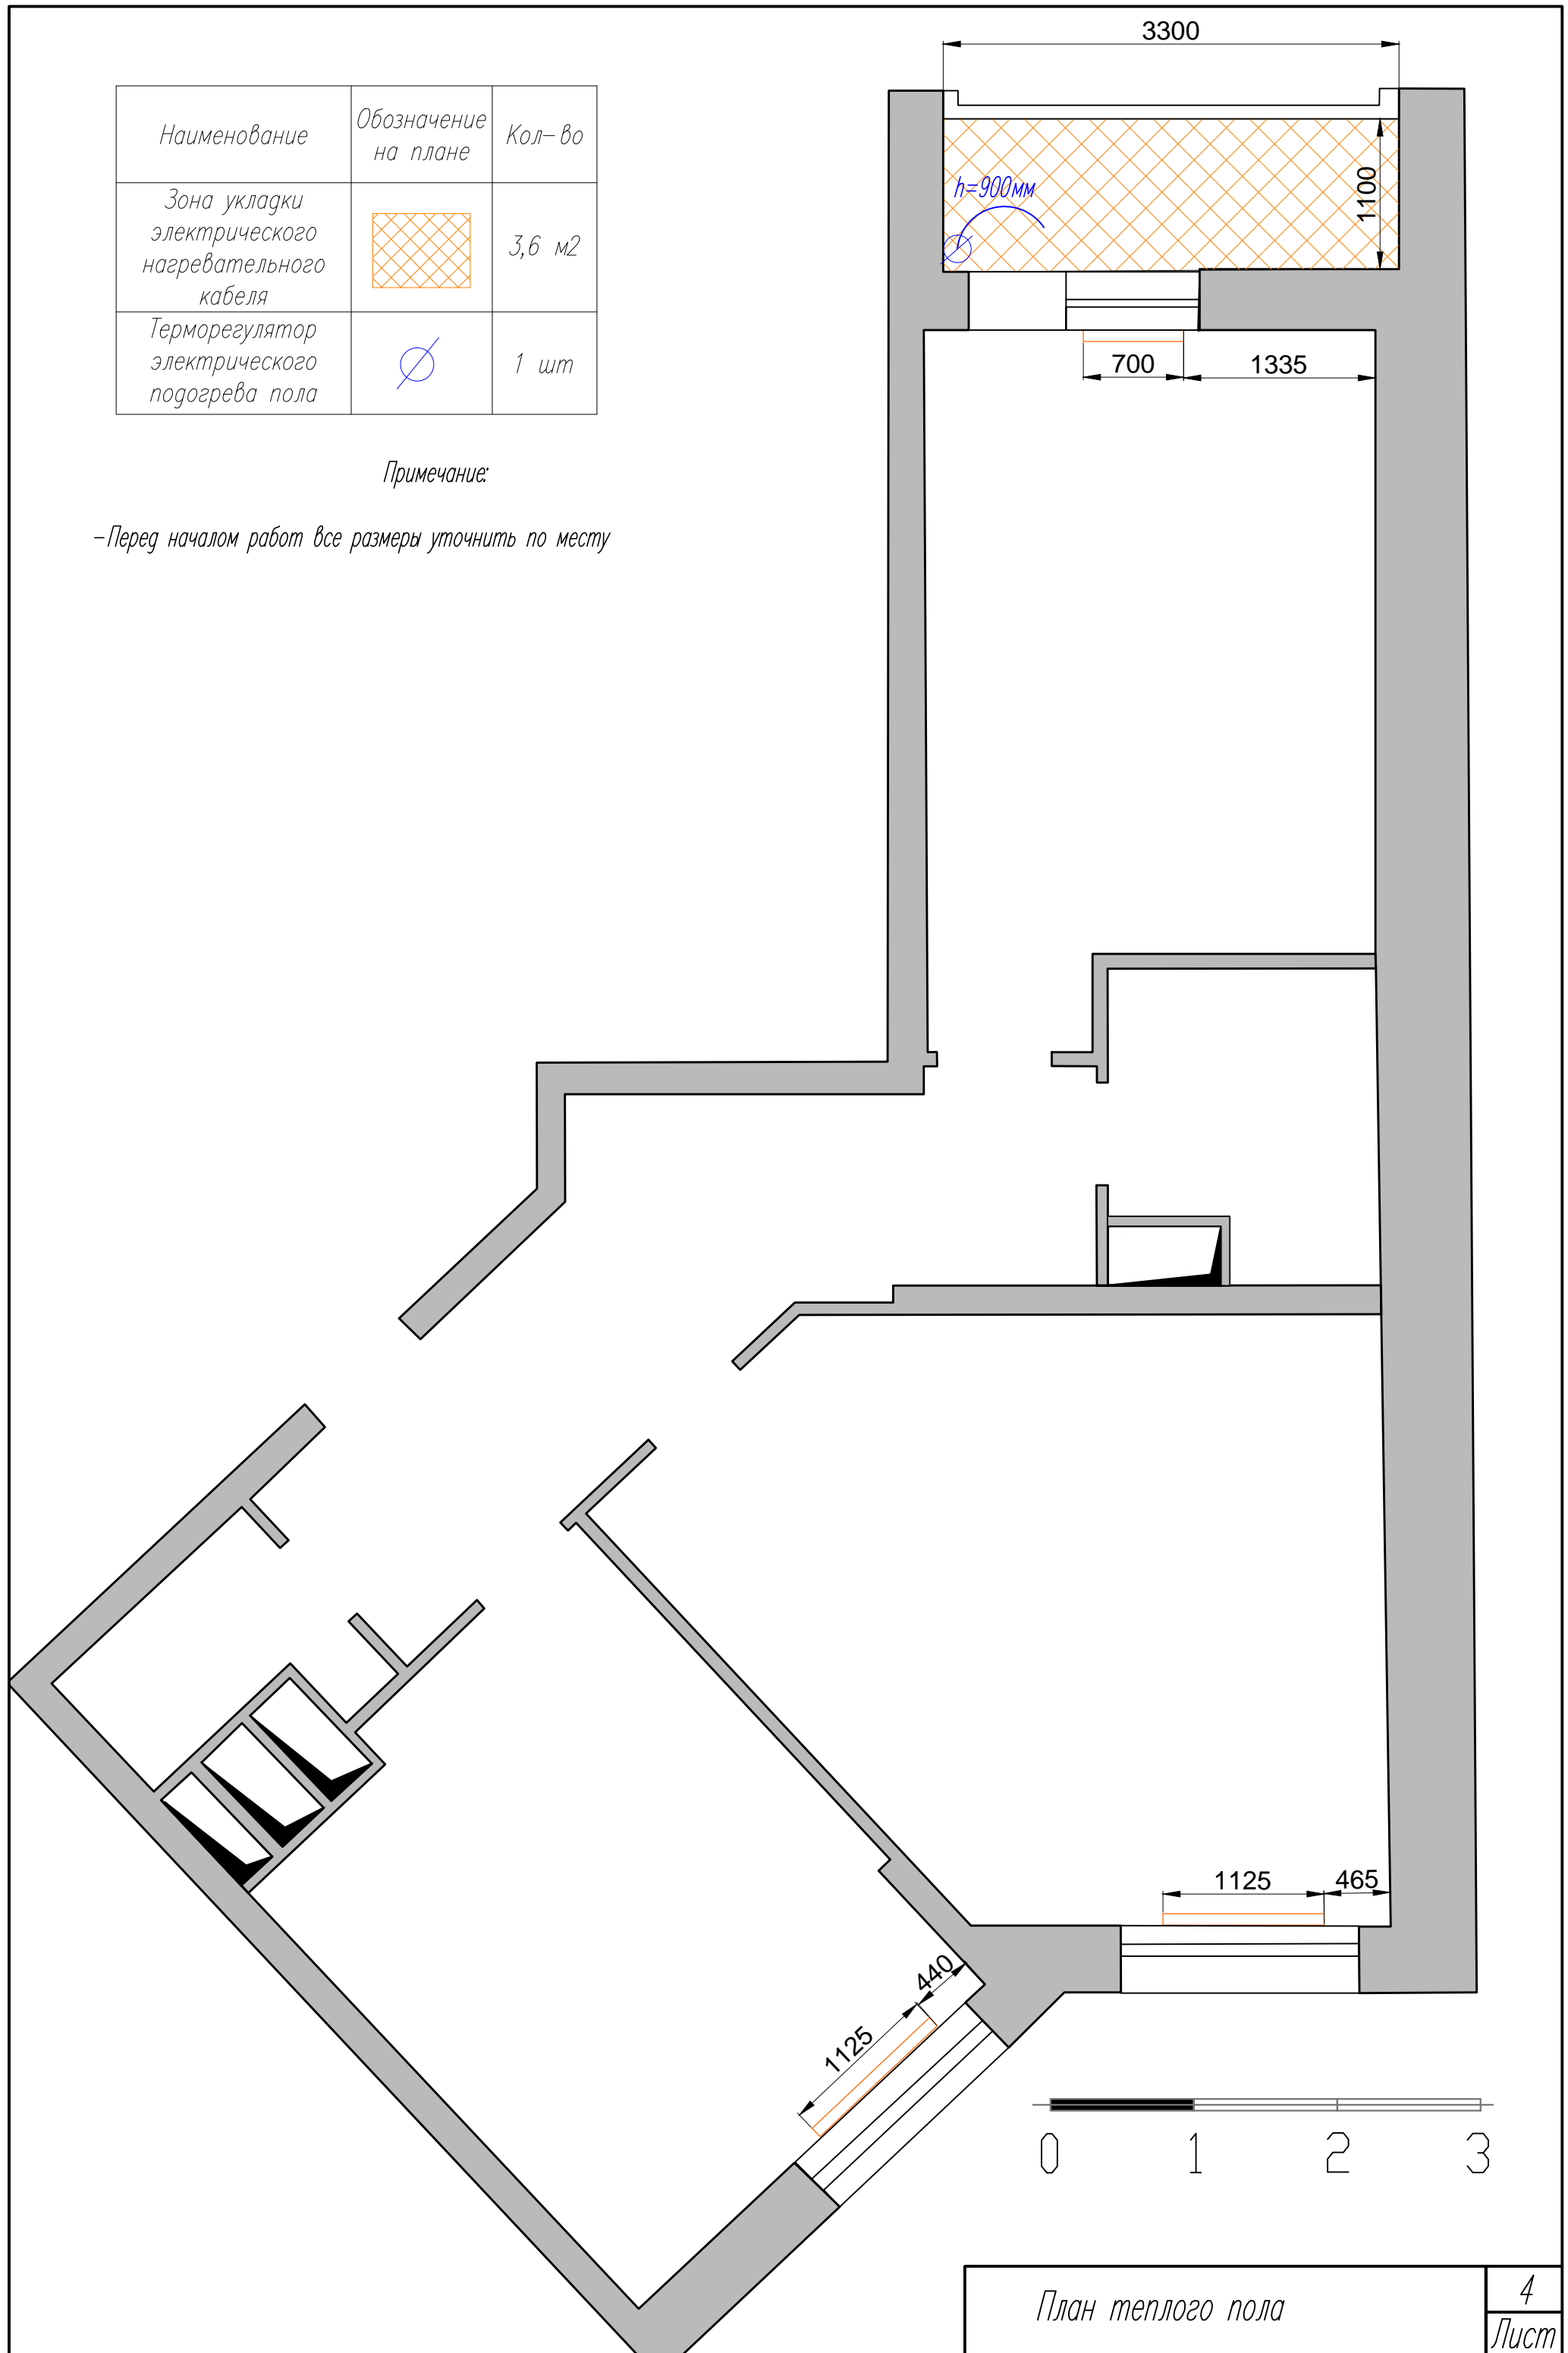 3300
Наименование
Обозначение
на плане
Кол-во
Зона укладки
электрического
нагревательного
кабеля
3,6 м2
Терморегулятор
электрического
подогрева пола
1 шт
Примечание:
-Перед началом работ все размеры уточнить по месту
h=900мм
1100
700
1335
1125
465
440
1125
0 1 2 3
План теплого пола
4
Лист